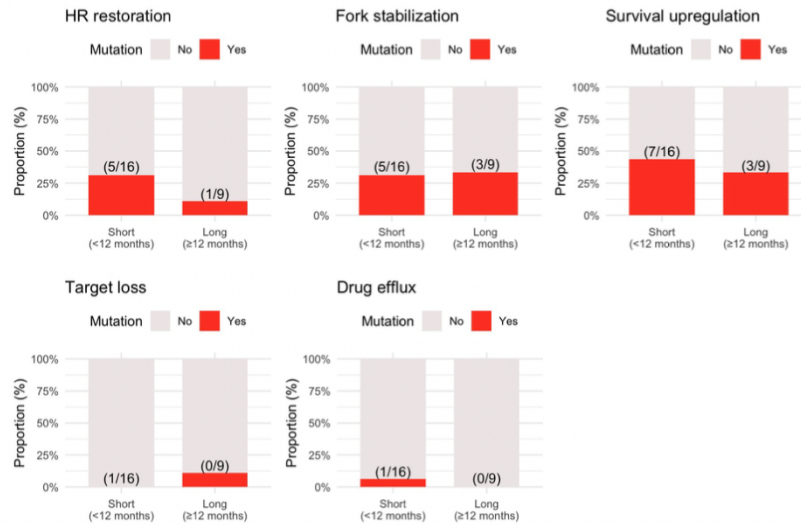 HR restoration
Mutation No Yes
Proportion (%)
100%
75%
50%
25%
0%
(5/16)
(1/9)
Short
(<12 months)
Long
(≥12 months)
Fork stabilization
Mutation No Yes
Proportion (%)
100%
75%
50%
25%
0%
(5/16)
(3/9)
Short
(<12 months)
Long
(≥12 months)
Survival upregulation
Mutation No Yes
Proportion (%)
100%
75%
50%
25%
0%
(7/16)
(3/9)
Short
(<12 months)
Long
(≥12 months)
Target loss
Mutation No Yes
Proportion (%)
100%
75%
50%
25%
0%
(1/16)
(0/9)
Short
(<12 months)
Long
(≥12 months)
Drug efflux
Mutation No Yes
Proportion (%)
100%
75%
50%
25%
0%
(1/16)
(0/9)
Short
(<12 months)
Long
(≥12 months)